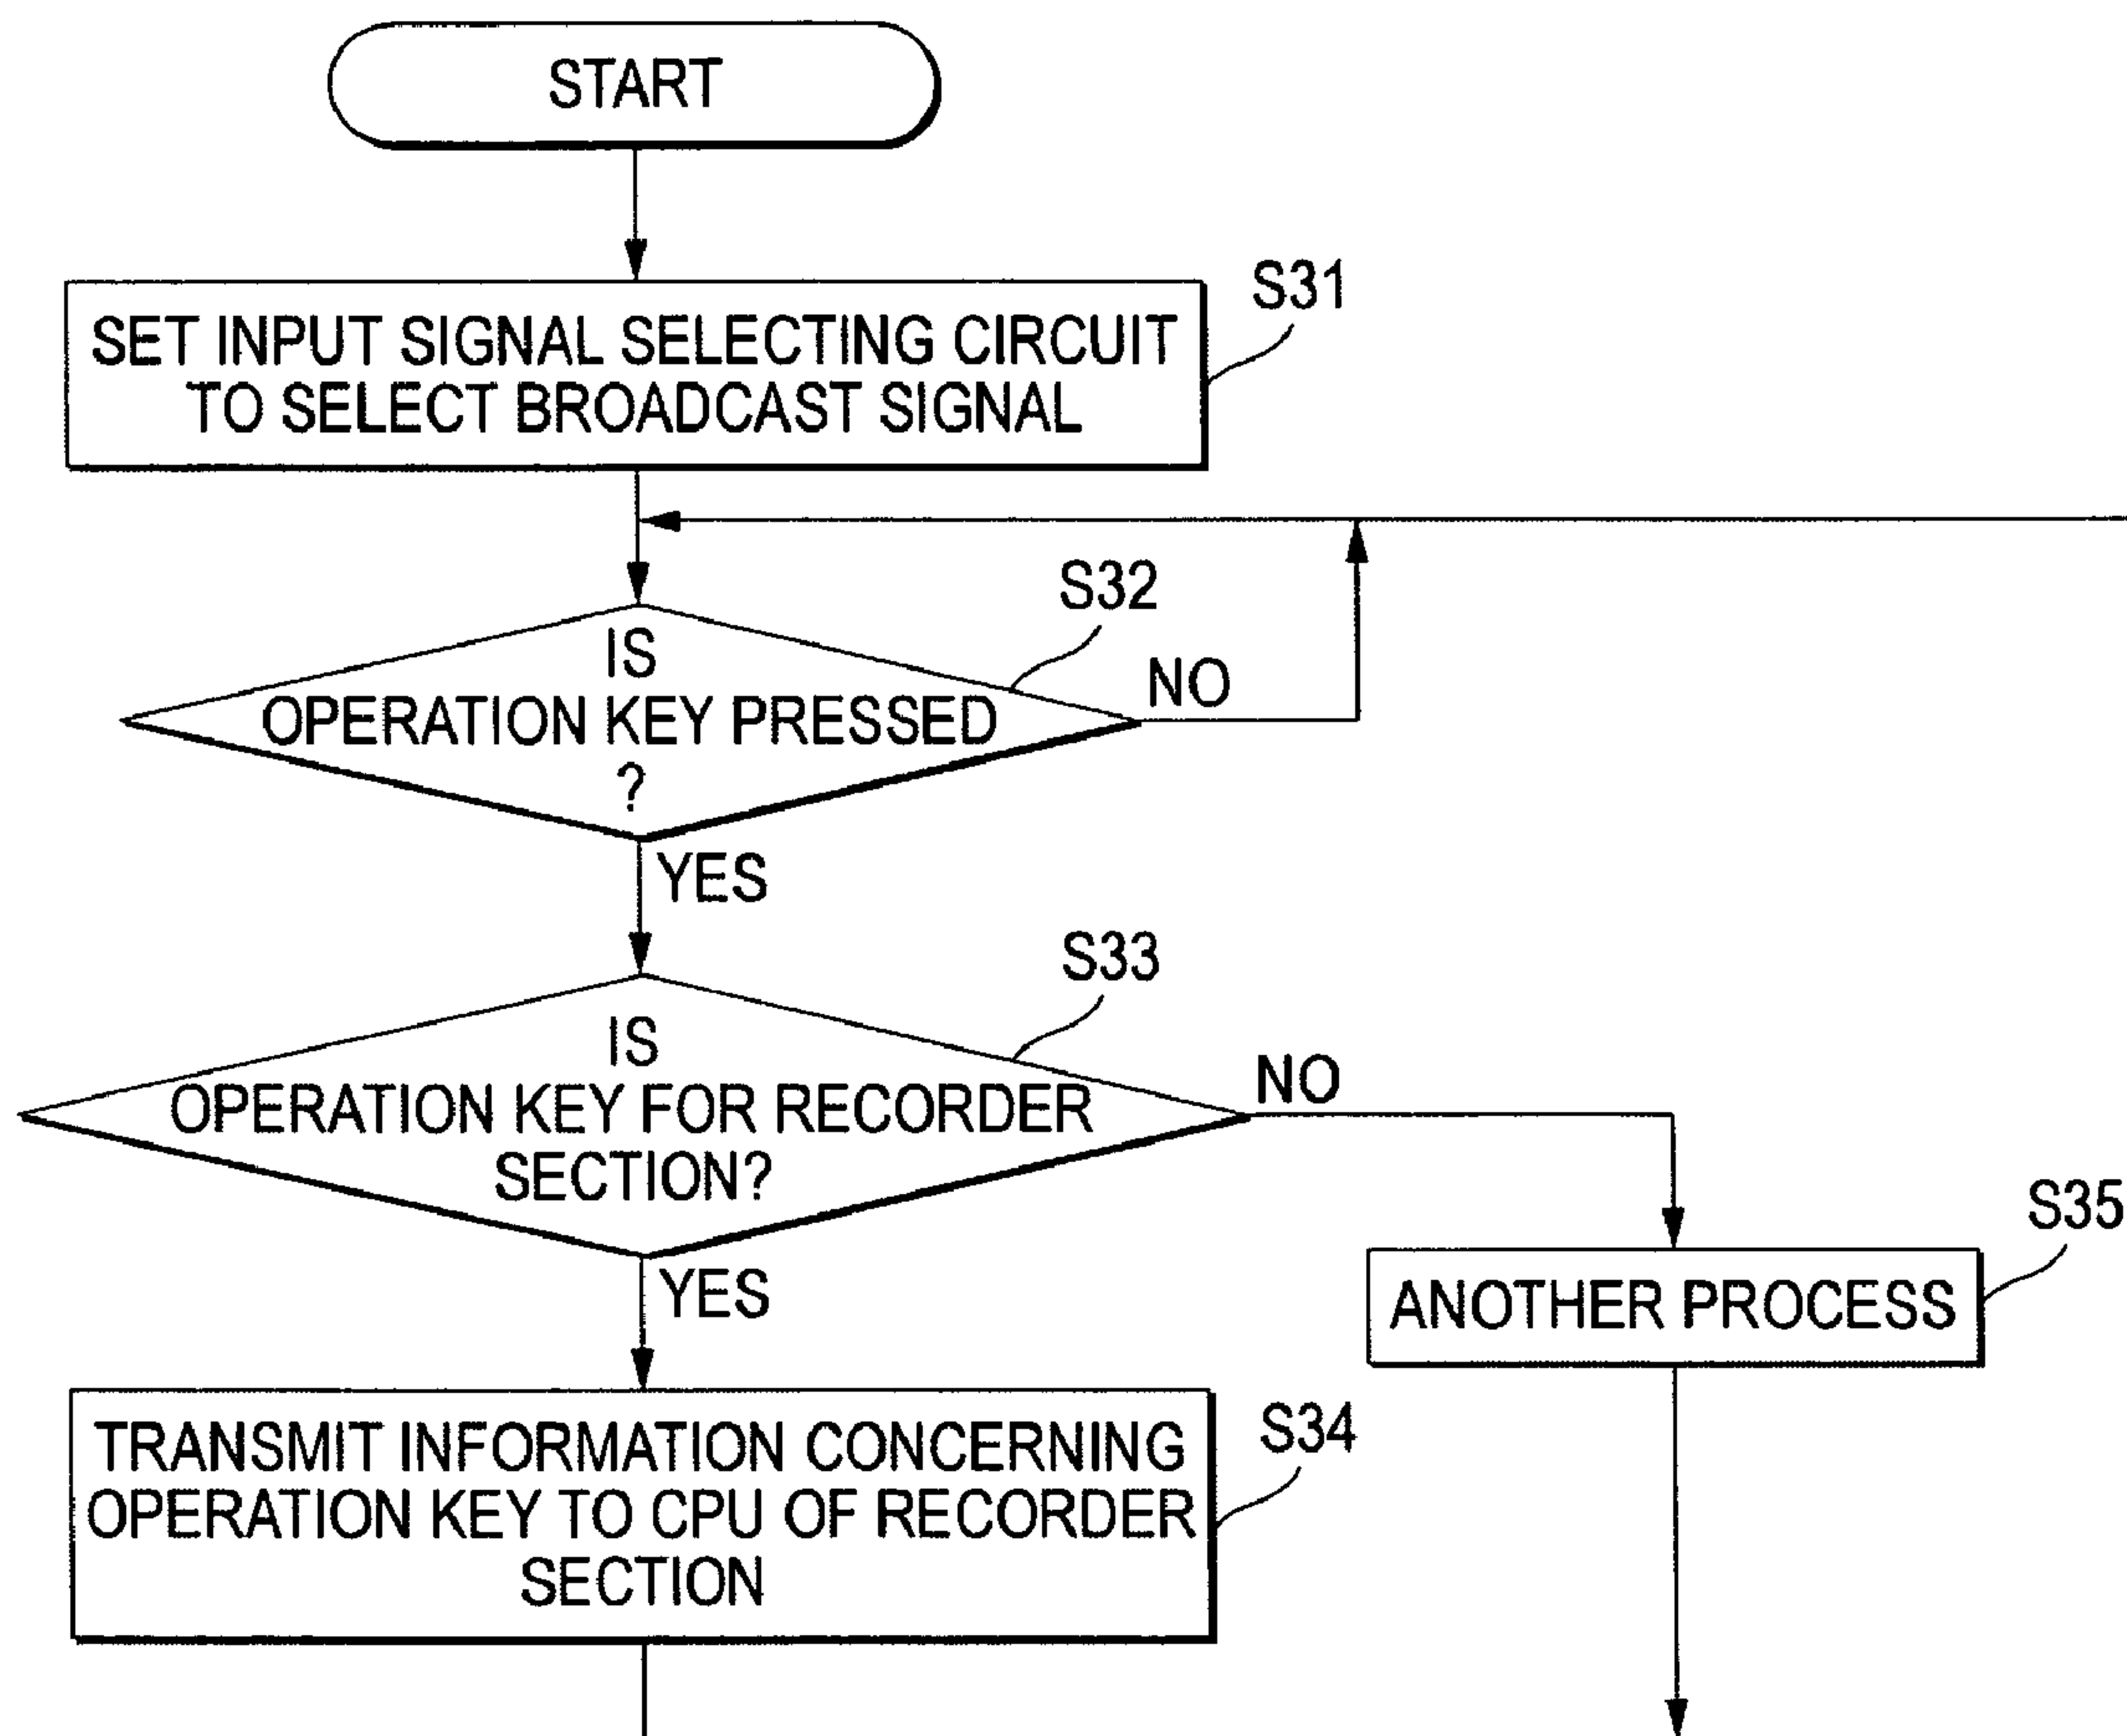 START
S31
SET INPUT SIGNAL SELECTING CIRCUIT
TO SELECT BROADCAST SIGNAL
S32
IS
OPERATION KEY PRESSED
?
NO
YES
S33
IS
OPERATION KEY FOR RECORDER
SECTION?
NO
YES
S35
ANOTHER PROCESS
S34
TRANSMIT INFORMATION CONCERNING
OPERATION KEY TO CPU OF RECORDER
SECTION